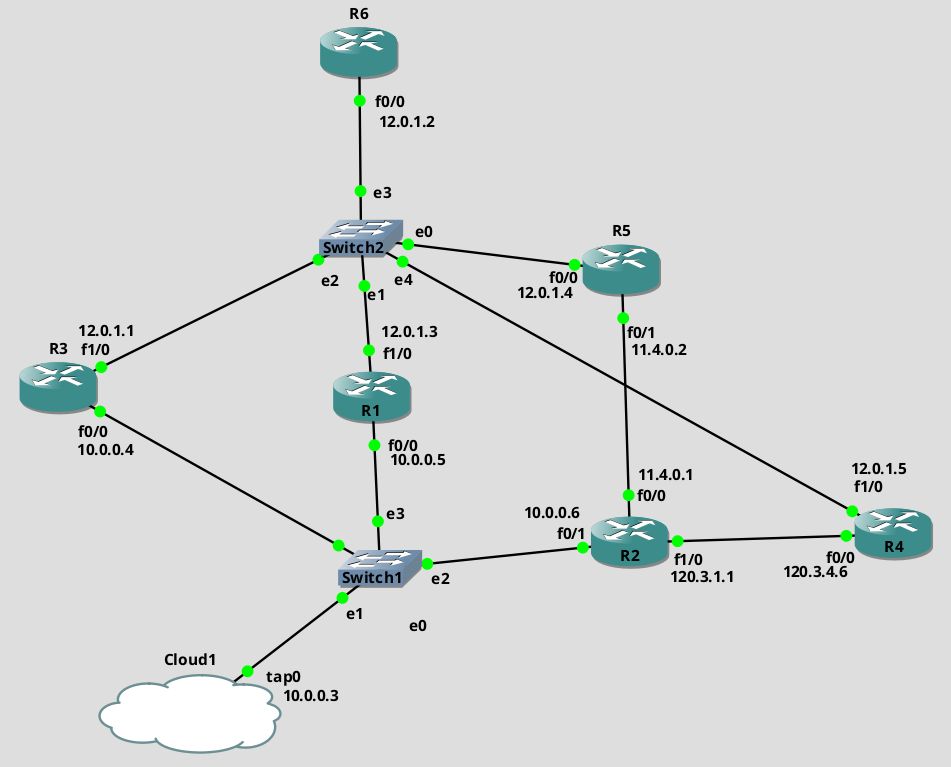 R6
f0/0
12.0.1.2
e3
Switch2
e0
e2
e1
e4
R5
f0/0
12.0.1.4
f0/1
11.4.0.2
12.0.1.1
f1/0
R3
f0/0
10.0.0.4
12.0.1.3
f1/0
R1
f0/0
10.0.0.5
e3
Switch1
e2
e1
e0
11.4.0.1
f0/0
10.0.0.6
f0/1
R2
f1/0
120.3.1.1
12.0.1.5
f1/0
R4
f0/0
120.3.4.6
Cloud1
tap0
10.0.0.3